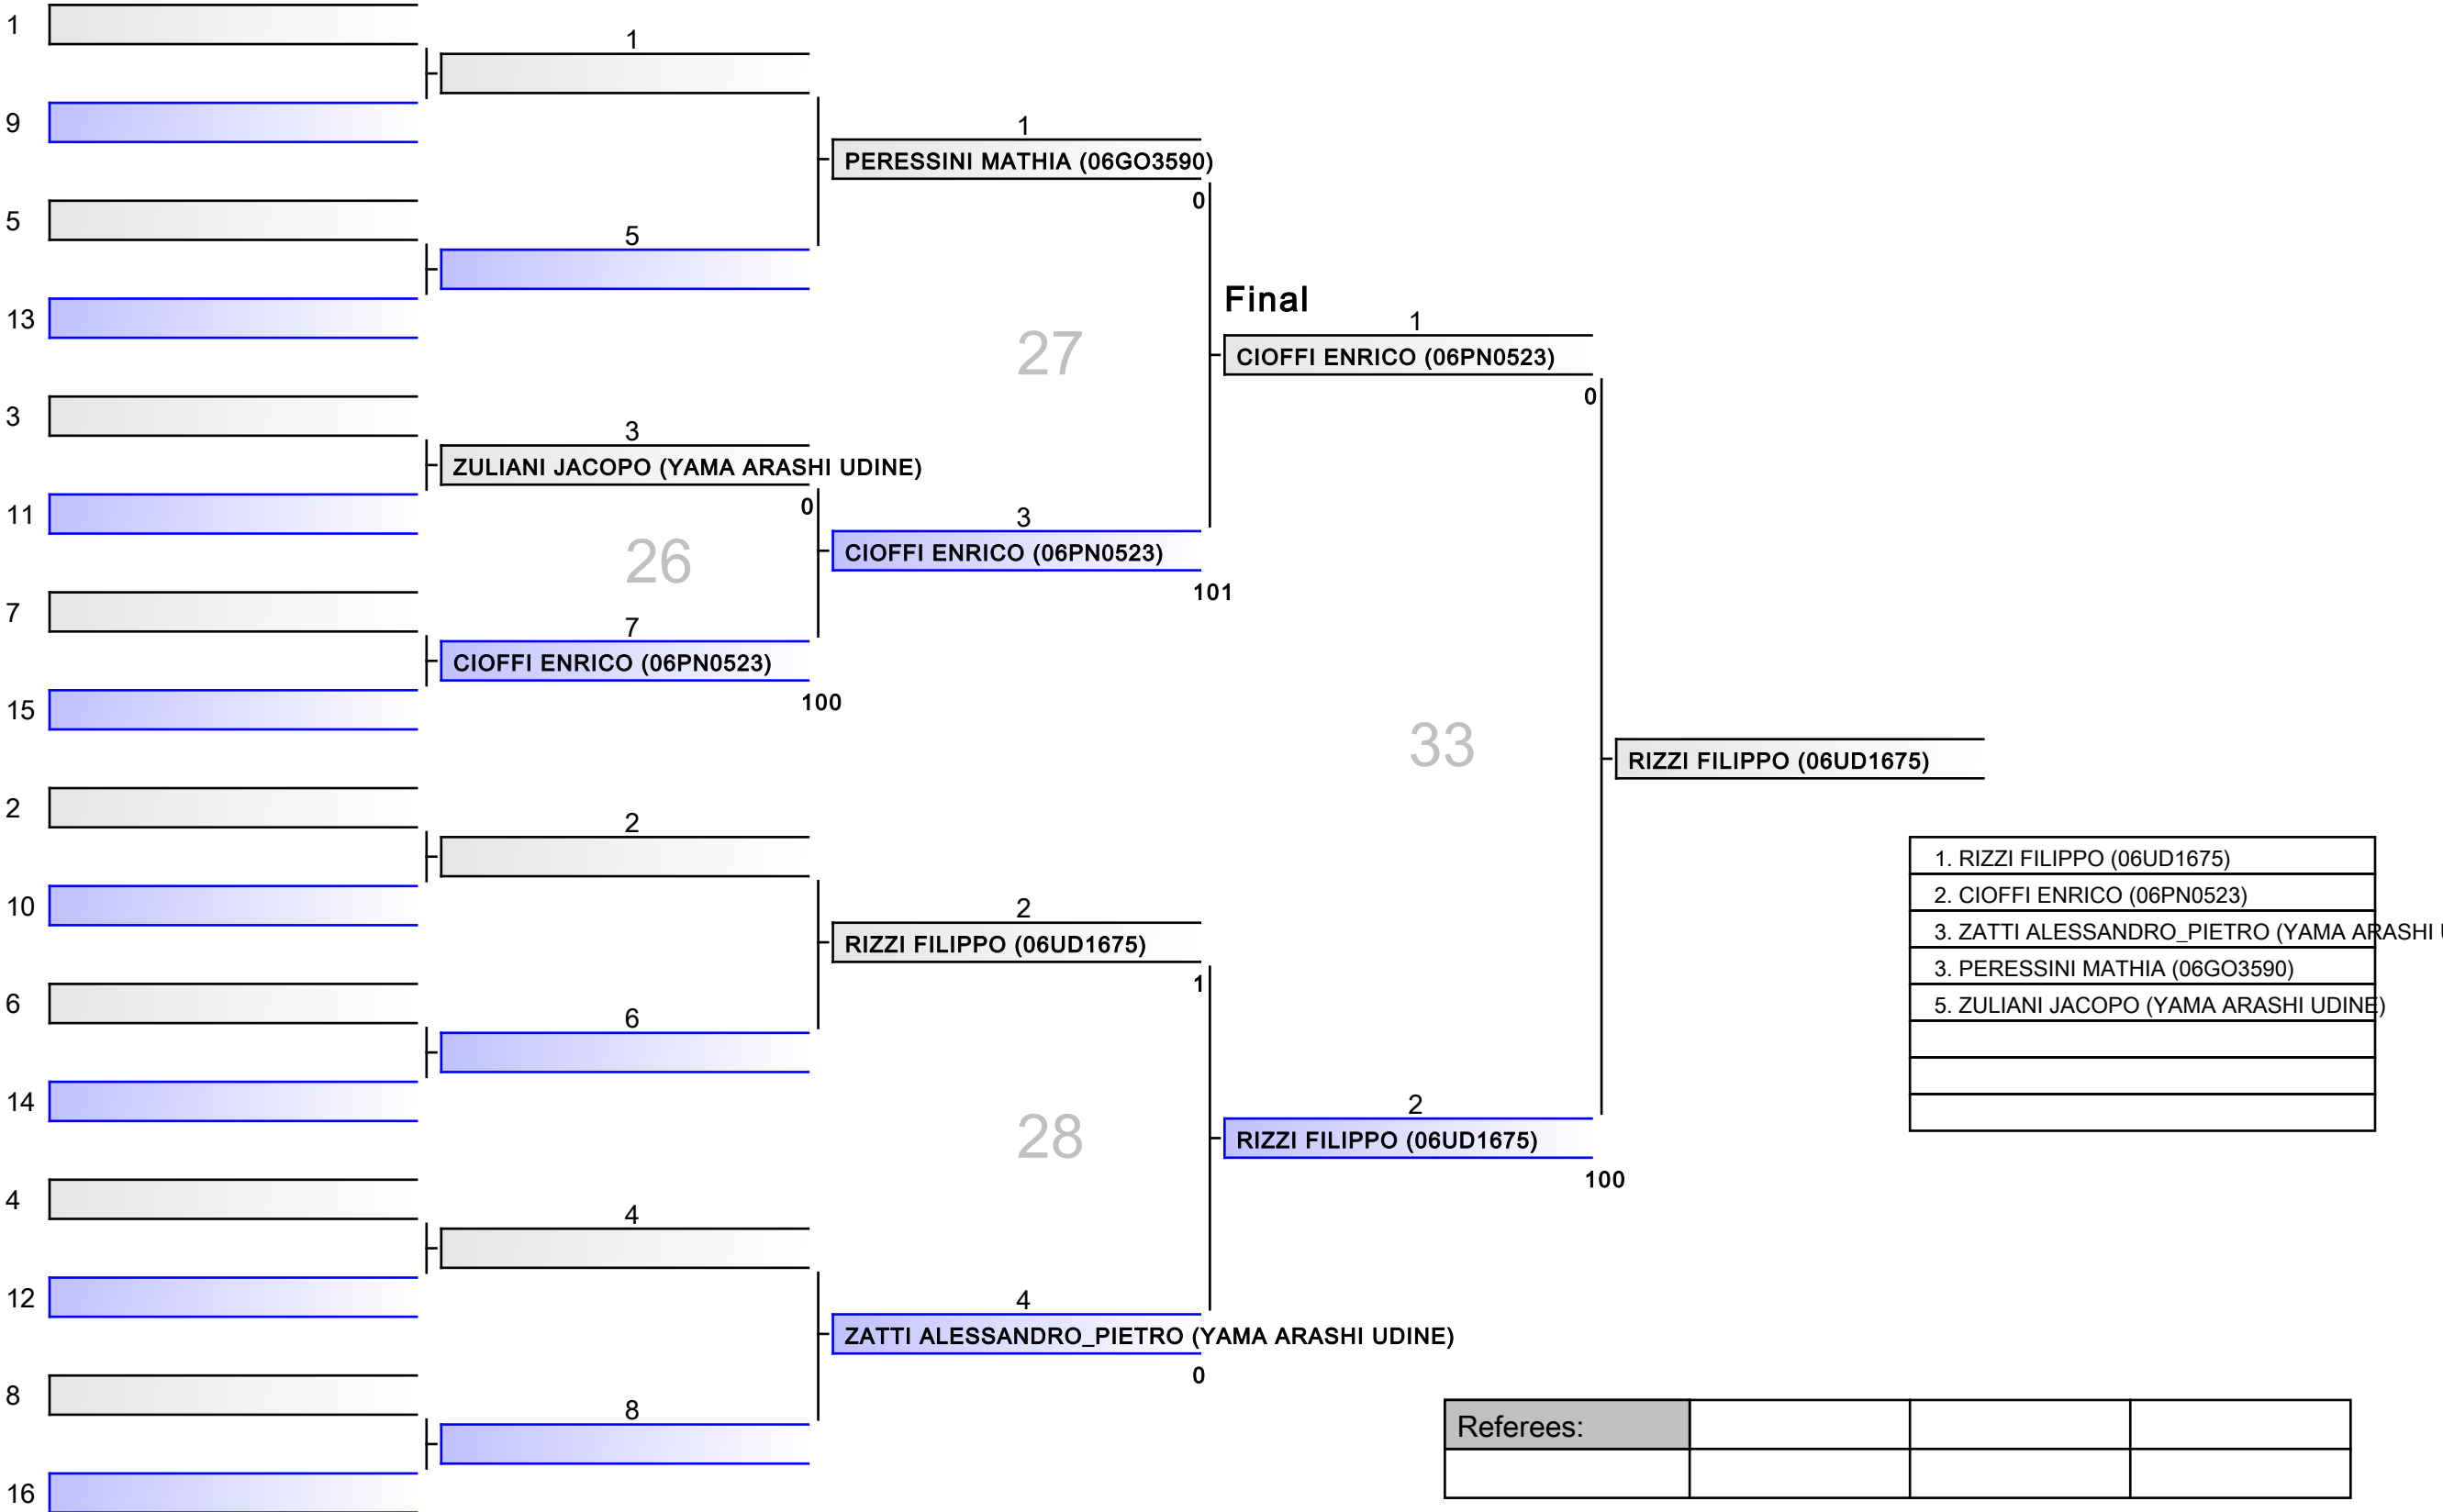 1
1
9
1
PERESSINI MATHIA (06GO3590)
0
5
5
13
Final
1
27
CIOFFI ENRICO (06PN0523)
0
3
3
ZULIANI JACOPO (YAMA ARASHI UDINE)
0
11
3
26
CIOFFI ENRICO (06PN0523)
101
7
7
CIOFFI ENRICO (06PN0523)
100
15
33
RIZZI FILIPPO (06UD1675)
2
2
10
2
RIZZI FILIPPO (06UD1675)
1
1. RIZZI FILIPPO (06UD1675)
2. CIOFFI ENRICO (06PN0523)
3. ZATTI ALESSANDRO_PIETRO (YAMA ARASHI
3. PERESSINI MATHIA (06GO3590)
5. ZULIANI JACOPO (YAMA ARASHI UDINE)
6
6
14
28
2
RIZZI FILIPPO (06UD1675)
100
4
4
12
4
ZATTI ALESSANDRO_PIETRO (YAMA ARASHI UDINE)
0
8
8
16
Referees: